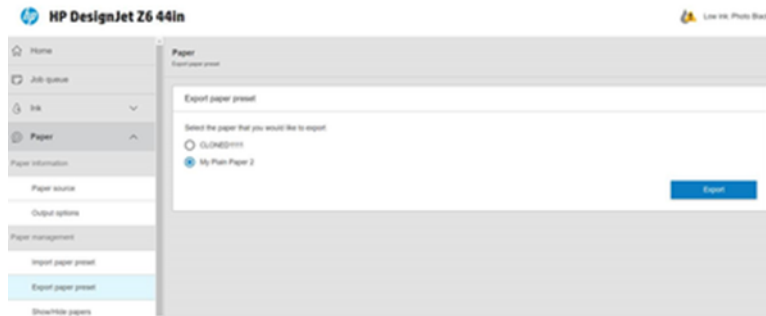 hp HP DesignJet Z6 44in
Low ink: Photo Blac
Home
Job queue
Ink
Paper
Paper information
Paper source
Output options
Paper management
Import paper preset
Export paper preset
Show/Hide papers
Paper
Export paper preset
Export paper preset
Select the paper that you would like to export
My Plain Paper 2
Export